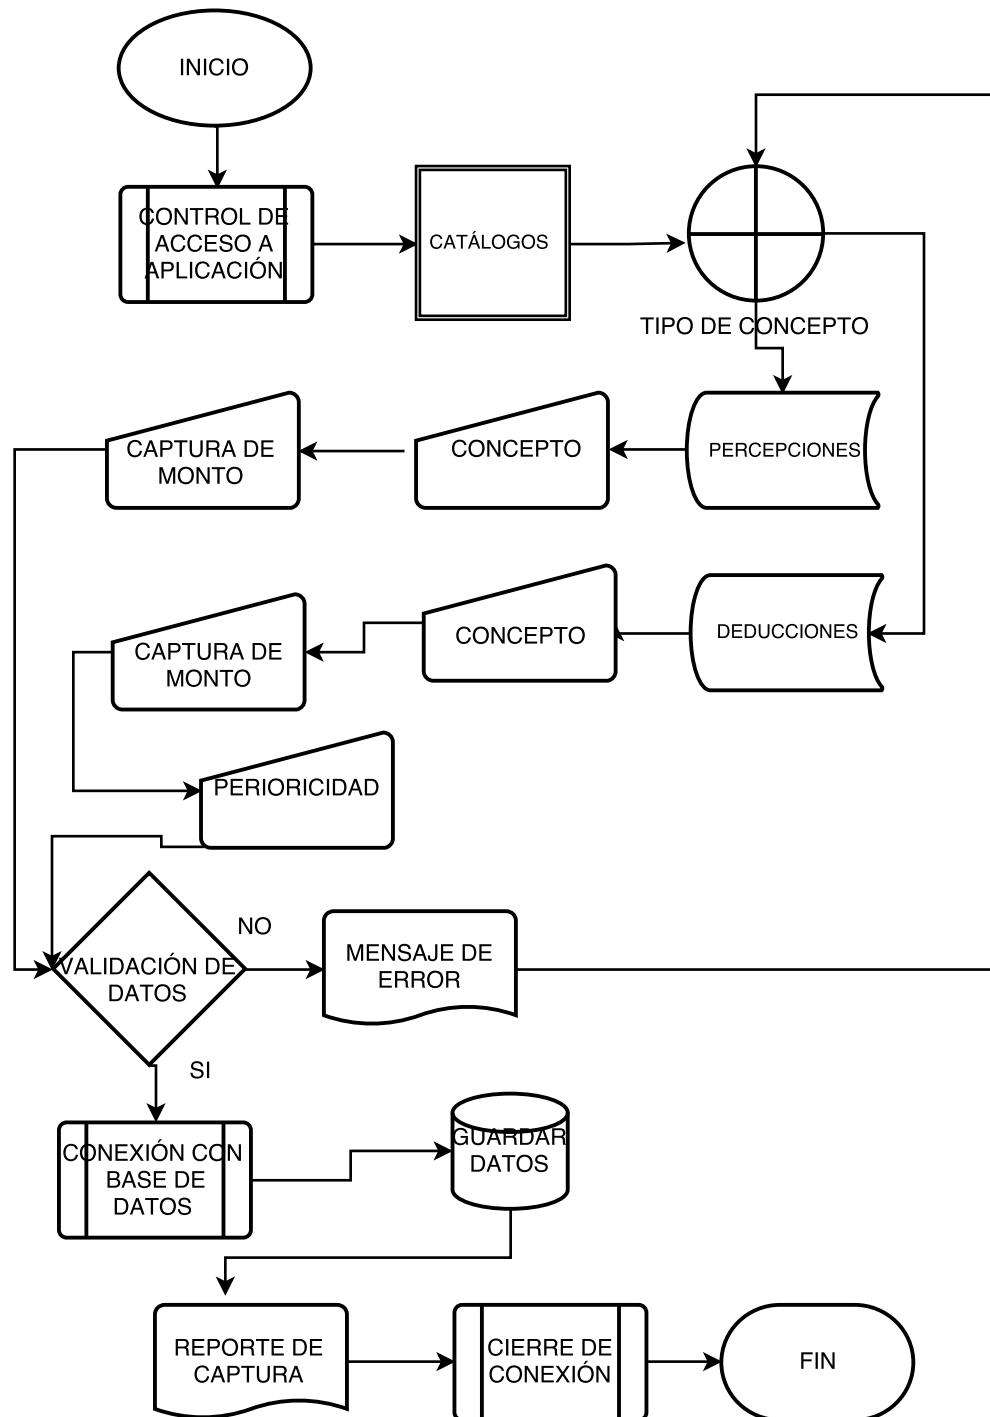 INICIO
CONTROL DE
ACCESO A
APLICACIÓN
CATÁLOGOS
TIPO DE CONCEPTO
CAPTURA DE
MONTO
CONCEPTO
PERCEPCIONES
CAPTURA DE
MONTO
CONCEPTO
DEDUCCIONES
PERIORICIDAD
NO
VALIDACIÓN DE
DATOS
MENSAJE DE
ERROR
SI
CONEXIÓN CON
BASE DE
DATOS
GUARDAR
DATOS
REPORTE DE
CAPTURA
CIERRE DE
CONEXIÓN
FIN